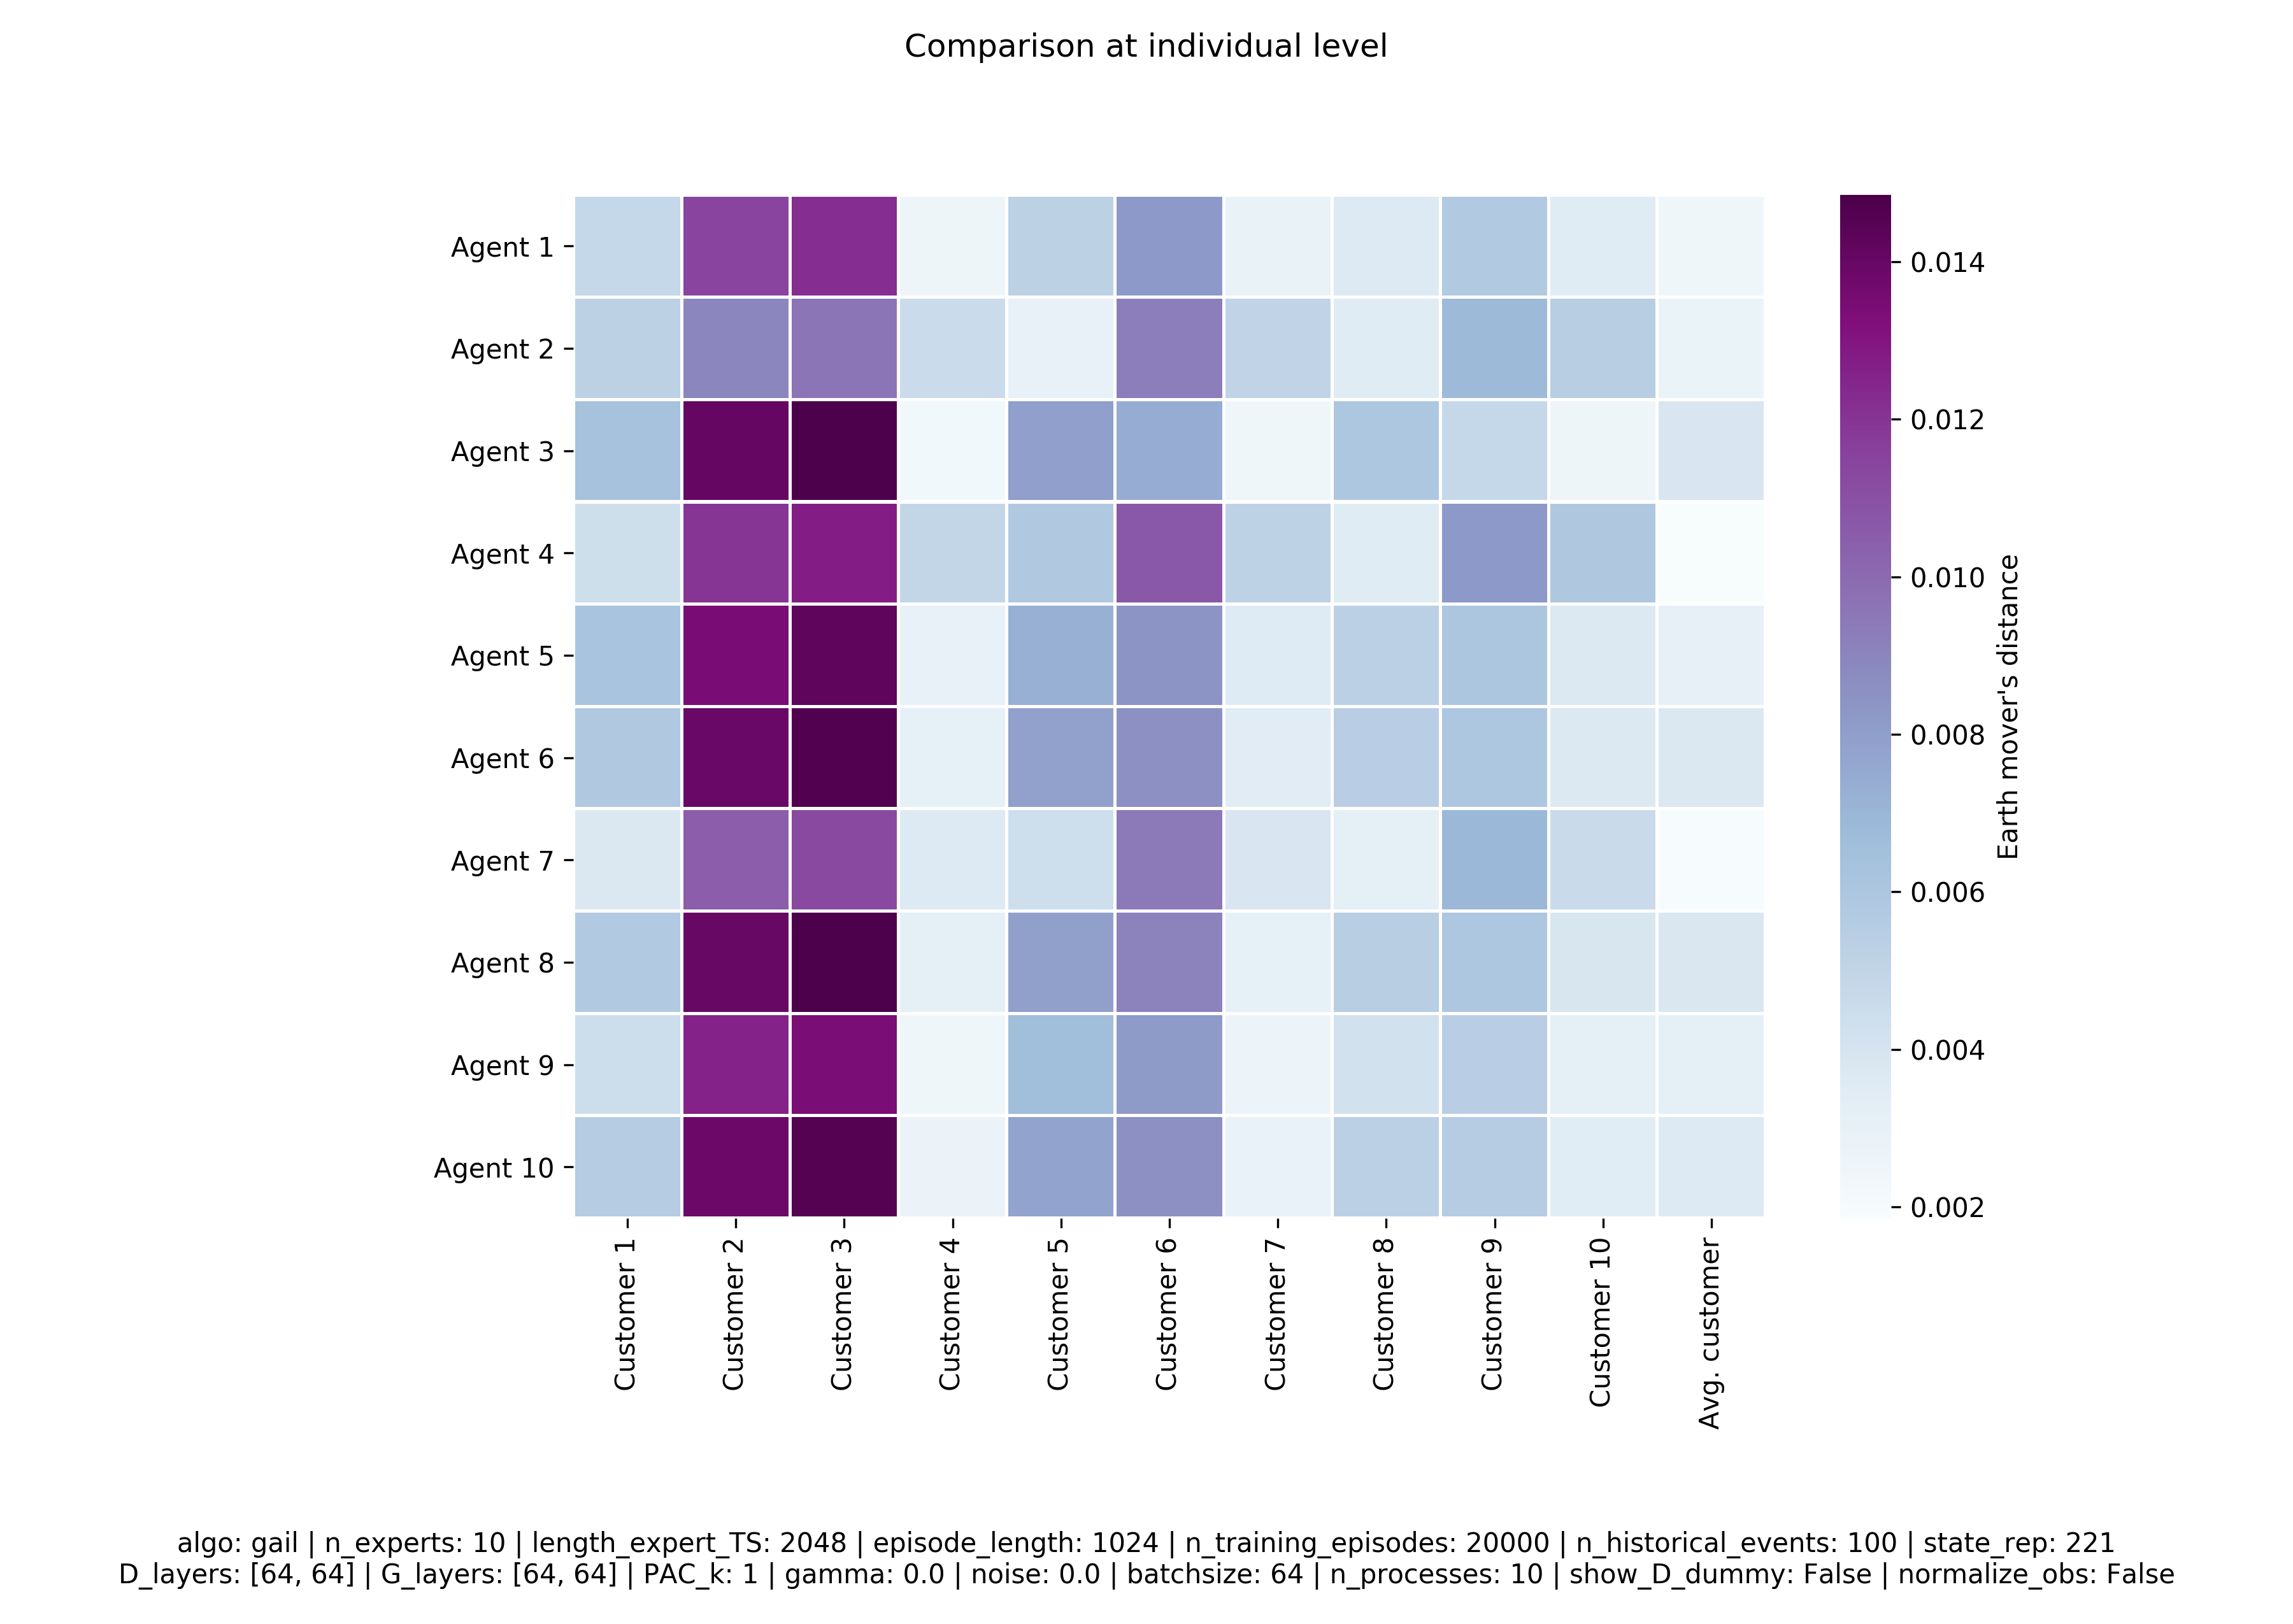 Comparison at individual level
Agent 1
Agent 2
Agent 3
Agent 4
Agent 5
Agent 6
Agent 7
Agent 8
Agent 9
Agent 10
Customer 1
Customer 2
Customer 3
Customer 4
Customer 5
Customer 6
Customer 7
Customer 8
Customer 9
Customer 10
Avg. customer
0.014
0.012
0.010
0.008
0.006
0.004
0.002
Earth mover's distance
algo: gail | n_experts: 10 | length_expert_TS: 2048 | episode_length: 1024 | n_training_episodes: 20000 | n_historical_events: 100 | state_rep: 221
D_layers: [64, 64] | G_layers: [64, 64] | PAC_k: 1 | gamma: 0.0 | noise: 0.0 | batchsize: 64 | n_processes: 10 | show_D_dummy: False | normalize_obs: False